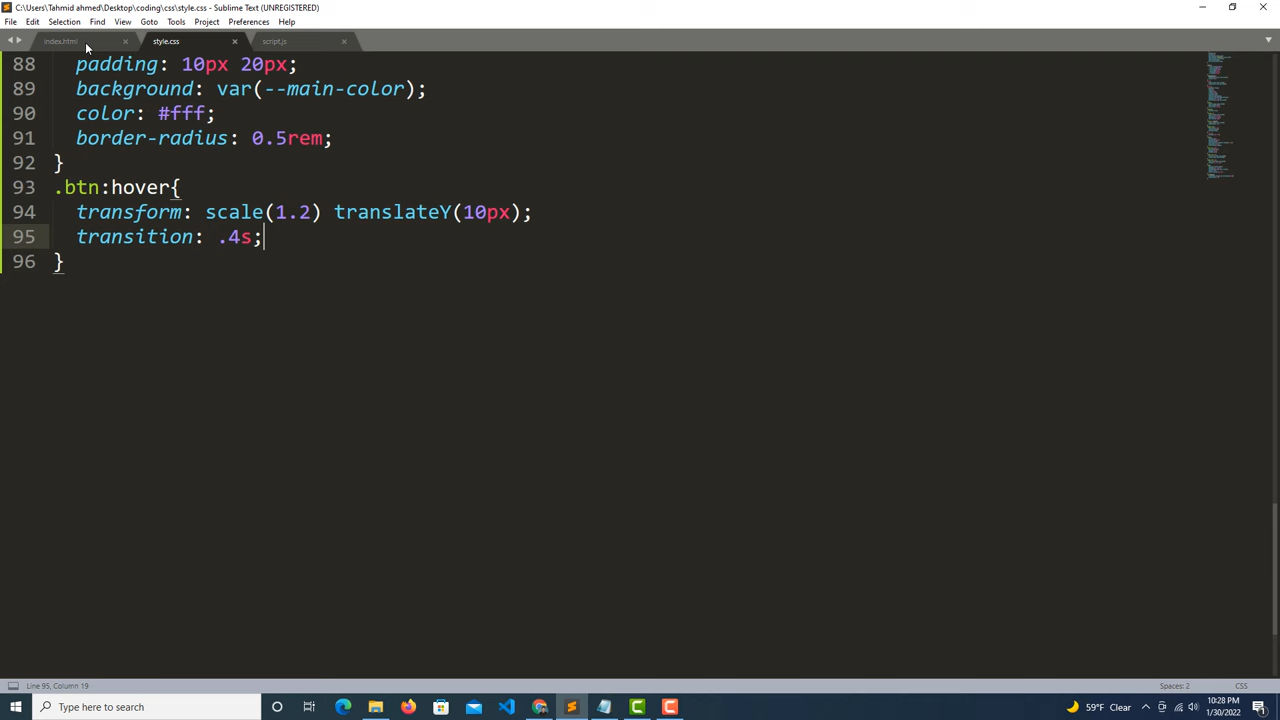 C:\Users\Tahmid ahmed\Desktop\coding\css\style.css - Sublime Text (UNREGISTERED)
File Edit Selection Find View Goto Tools Project Preferences Help
index.html style.css script.js
88 padding: 10px 20px;
89 background: var(--main-color);
90 color: #fff;
91 border-radius: 0.5rem;
92 }
93 .btn:hover{
94 transform: scale(1.2) translateY(10px);
95 transition: .4s;
96 }
Line 95, Column 19
Spaces: 2 CSS
Type here to search
59°F Clear
10:28 PM
1/30/2022